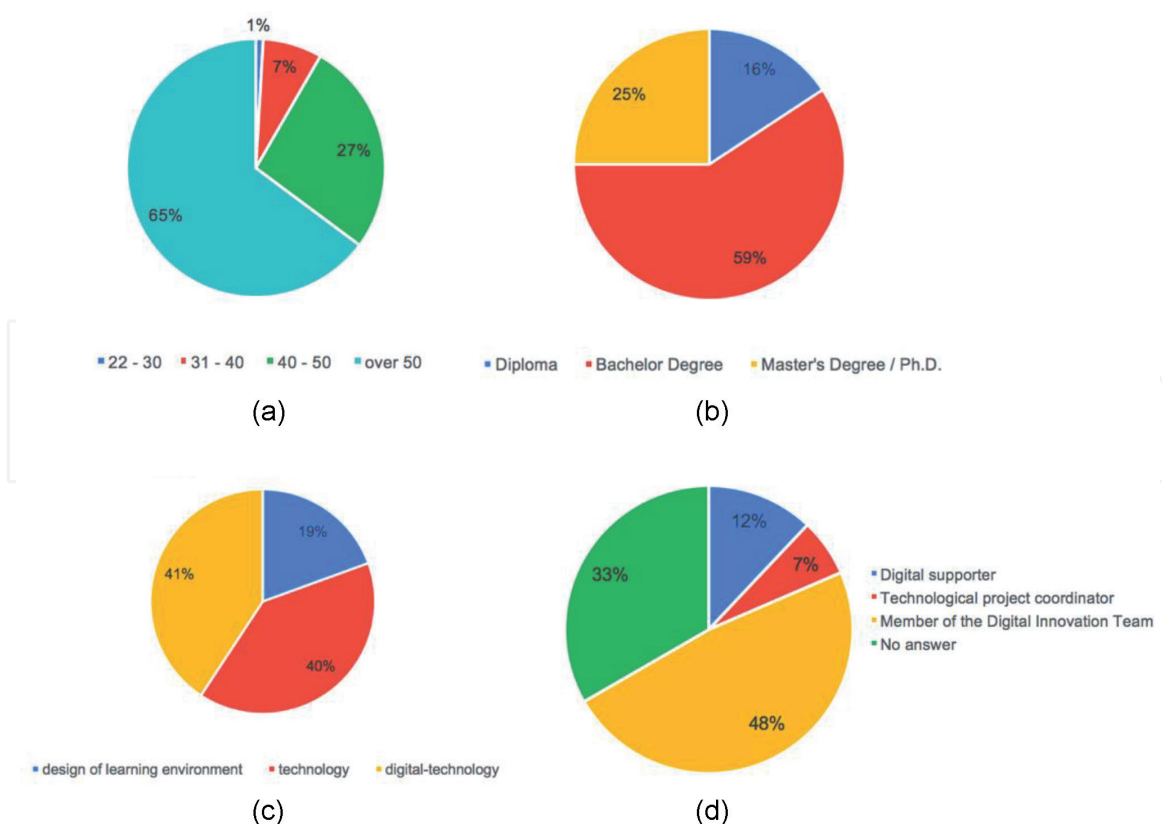 1%
7%
27%
65%
22 - 30 31 - 40 40 - 50 over 50
(a)
16%
25%
59%
Diploma Bachelor Degree Master's Degree / Ph.D.
(b)
19%
41%
40%
design of learning environment technology digital-technology
(c)
12%
7%
33%
48%
Digital supporter
Technological project coordinator
Member of the Digital Innovation Team
No answer
(d)